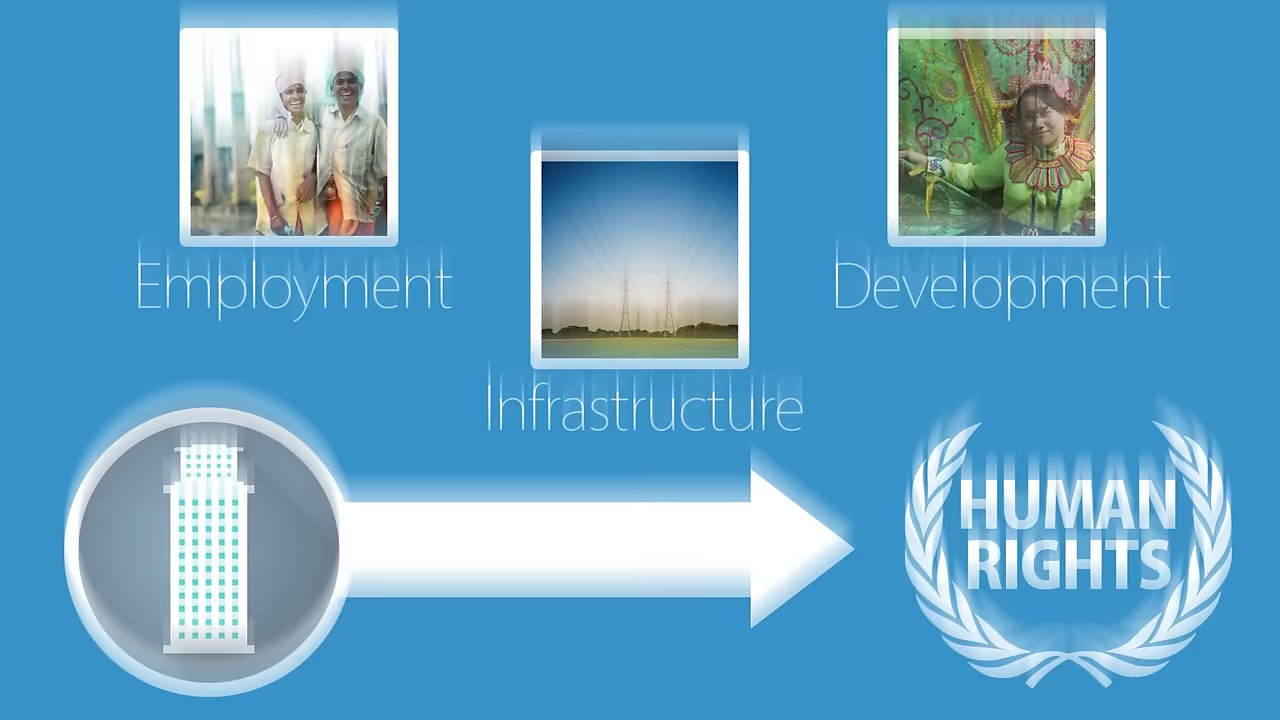 Employment
Development
Infrastructure
HUMAN
RIGHTS